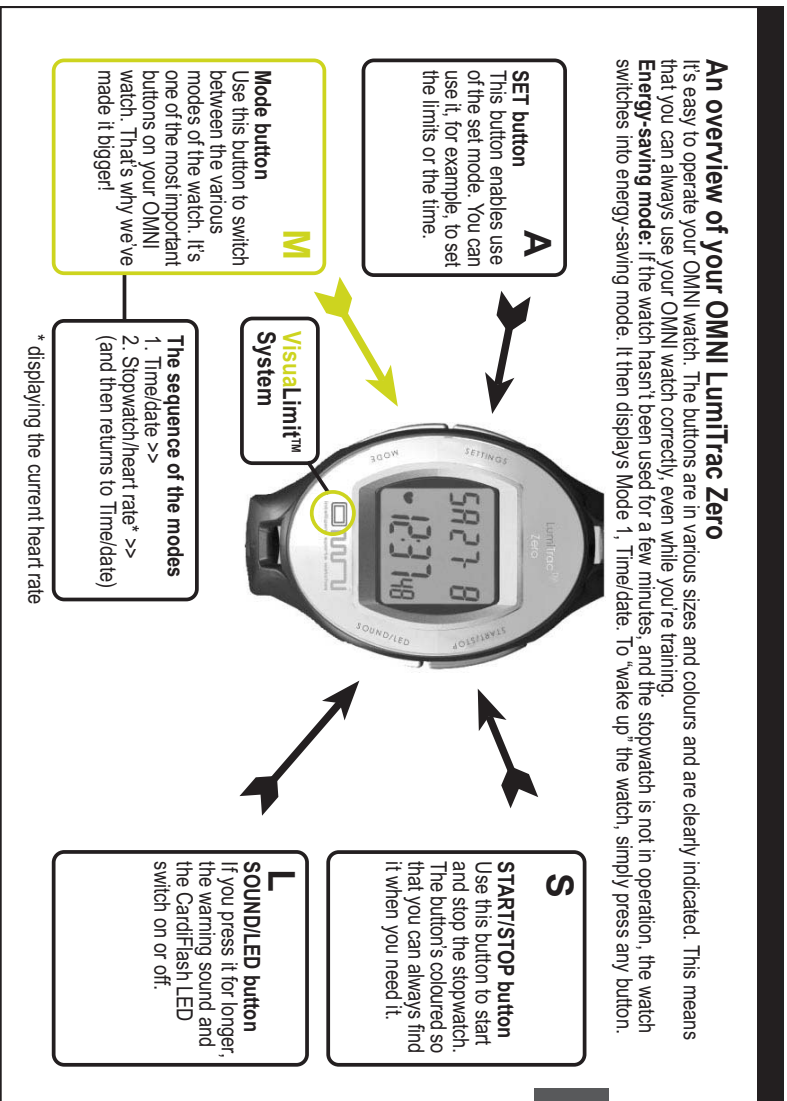 An overview of your OMNI LumiTrac Zero
It's easy to operate your OMNI watch. The buttons are in various sizes and colours and are clearly indicated. This means
that you can always use your OMNI watch correctly, even while you're training.
Energy-saving mode: If the watch hasn't been used for a few minutes, and the stopwatch is not in operation, the watch
switches into energy-saving mode. It then displays Mode 1, Time/date. To "wake up" the watch, simply press any button.
A
SET button
This button enables use
of the set mode. You can
use it, for example, to set
the limits or the time.
S
START/STOP button
Use this button to start
and stop the stopwatch.
The button's coloured so
that you can always find
it when you need it.
LumiTrac™
Zero
SETTINGS
START/STOP
SA 27 8
12:37 48
MODE
SOUND/LED
intelligent sports watches
M
Mode button
Use this button to switch
between the various
modes of the watch. It's
one of the most important
buttons on your OMNI
watch. That's why we've
made it bigger!
VisuaLimit™
System
L
SOUND/LED button
If you press it for longer,
the warning sound and
the CardiFlash LED
switch on or off.
The sequence of the modes
1. Time/date >>
2. Stopwatch/heart rate* >>
(and then returns to Time/date)
* displaying the current heart rate